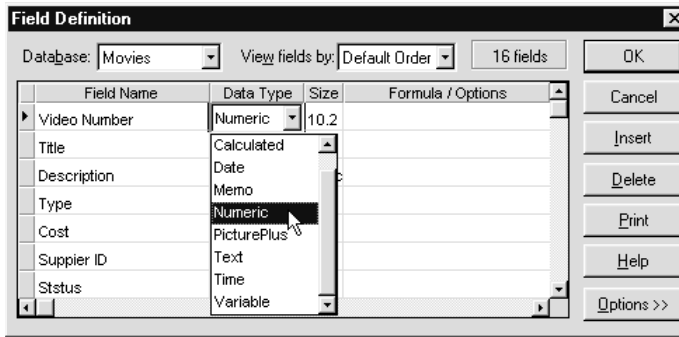 Field Definition
Database: Movies View fields by: Default Order 16 fields OK
Field Name Data Type Size Formula / Options Cancel
Video Number Numeric 10.2
Title Calculated Insert
Description Date Delete
Memo
Type Numeric Print
Cost PicturePlus
Suppier ID Text Help
Ststus Time
Variable Options >>